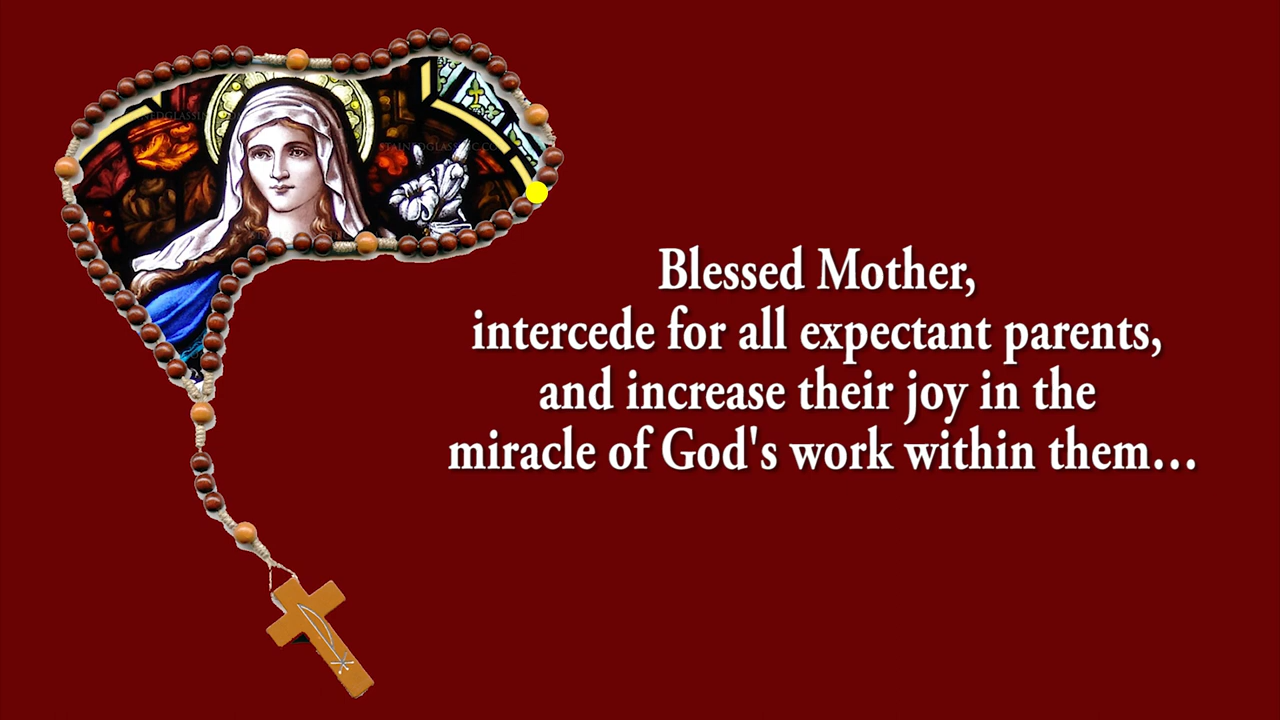 Blessed Mother,
intercede for all expectant parents,
and increase their joy in the
miracle of God's work within them…